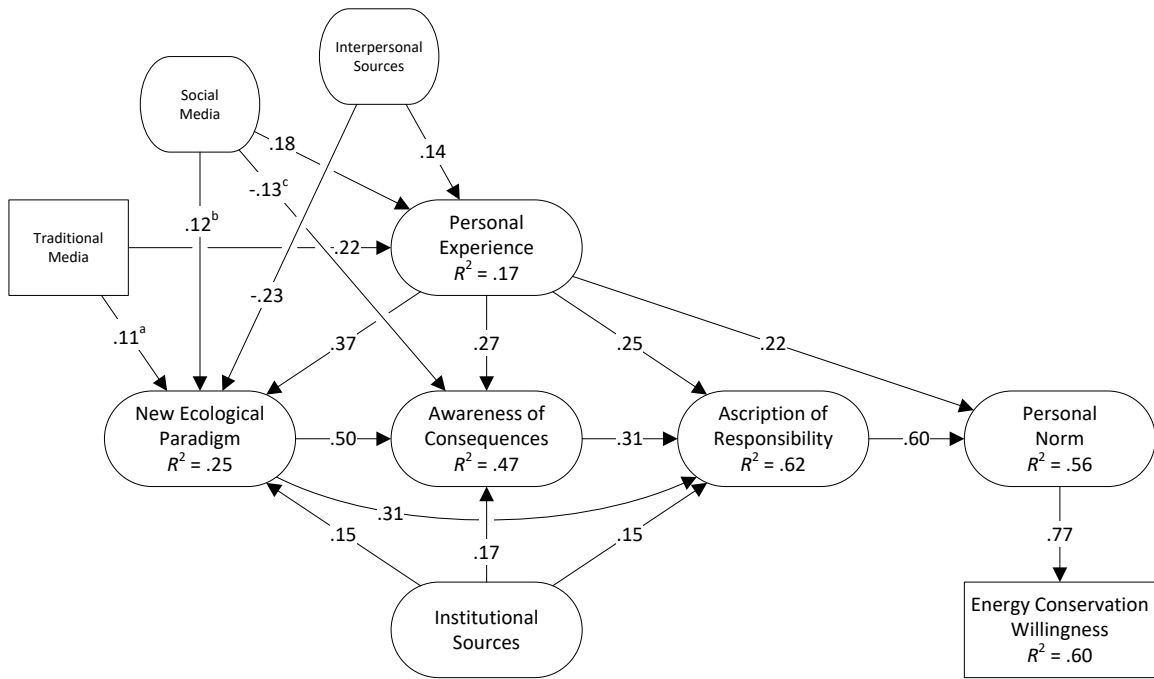 Interpersonal
Sources
Social
Media
.18
.14
-.13c
Personal
Experience
R2 = .17
.12b
Traditional
Media
.22
-.23
.11a
.37
.27
.25
.22
New Ecological
Paradigm
R2 = .25
.50
Awareness of
Consequences
R2 = .47
.31
Ascription of
Responsibility
R2 = .62
.60
Personal
Norm
R2 = .56
.31
.15
.17
.15
.77
Institutional
Sources
Energy Conservation
Willingness
R2 = .60